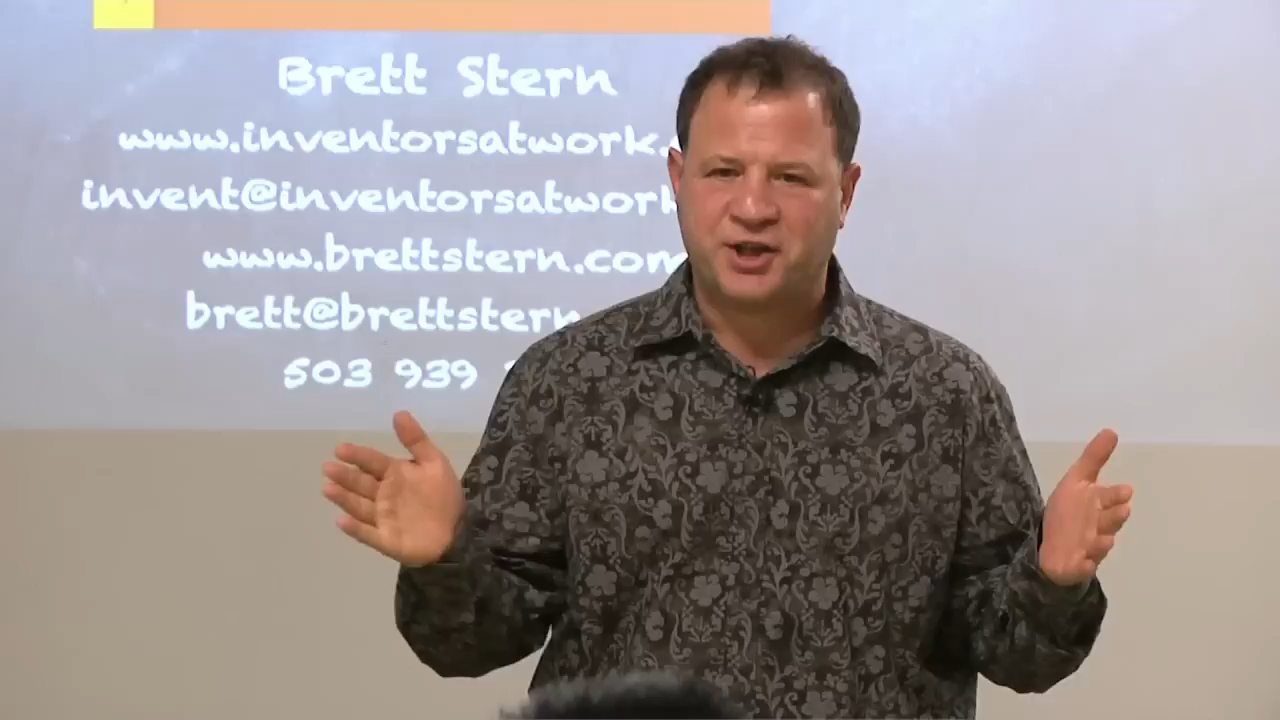 Brett Stern
www.inventorsatwork.
invent@inventorsatwork
www.brettstern.com
brett@brettstern
503 939